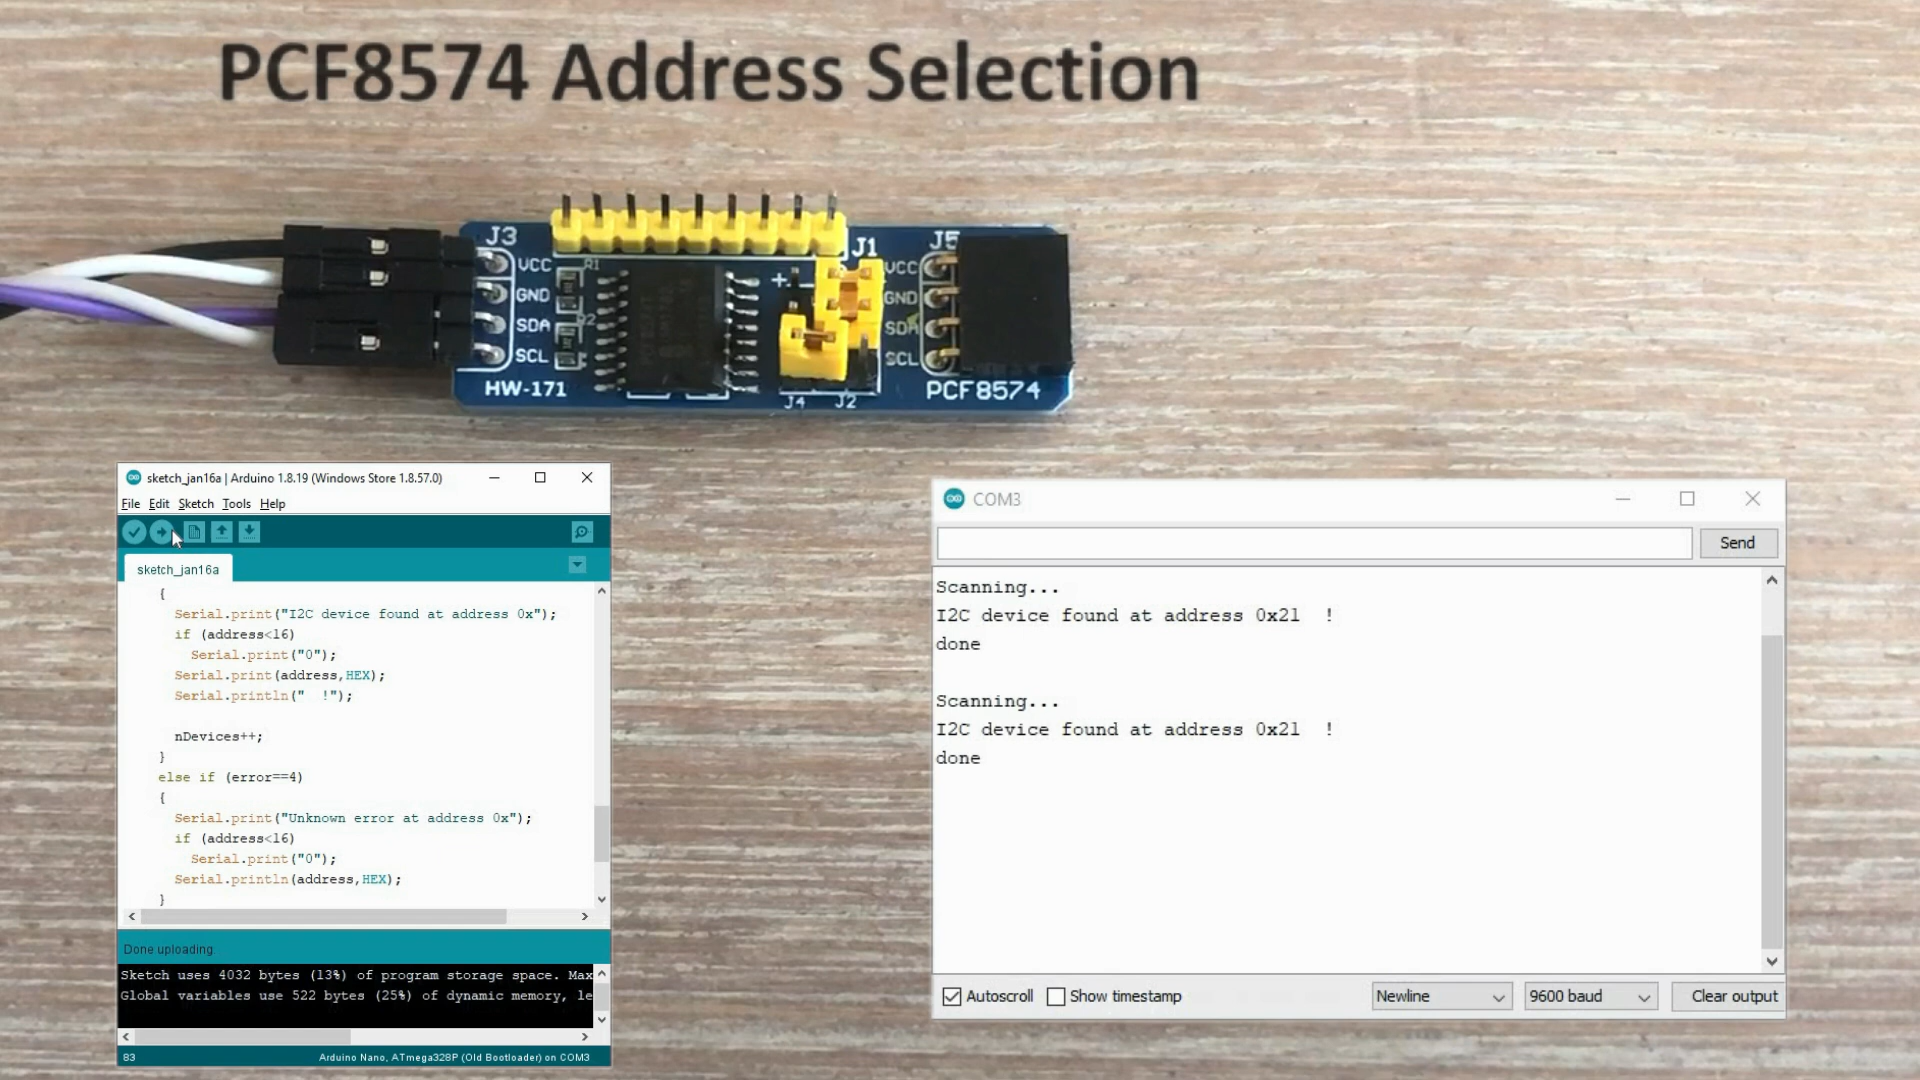 PCF8574 Address Selection
J3
J1
J5
VCC
R1
+
-
VCC
GND
GND
SDA
R2
SDA
SCL
SCL
HW-171
PCF8574
J4
J2
sketch_jan16a | Arduino 1.8.19 (Windows Store 1.8.57.0)
File Edit Sketch Tools Help
sketch_jan16a
{
Serial.print("I2C device found at address 0x");
if (address<16)
Serial.print("0");
Serial.print(address,HEX);
Serial.println("  !");
nDevices++;
}
else if (error==4)
{
Serial.print("Unknown error at address 0x");
if (address<16)
Serial.print("0");
Serial.println(address,HEX);
}
Done uploading.
Sketch uses 4032 bytes (13%) of program storage space. Max
Global variables use 522 bytes (25%) of dynamic memory, le
83
Arduino Nano, ATmega328P (Old Bootloader) on COM3
COM3
Send
Scanning...
I2C device found at address 0x21  !
done
Scanning...
I2C device found at address 0x21  !
done
Autoscroll
Show timestamp
Newline
9600 baud
Clear output